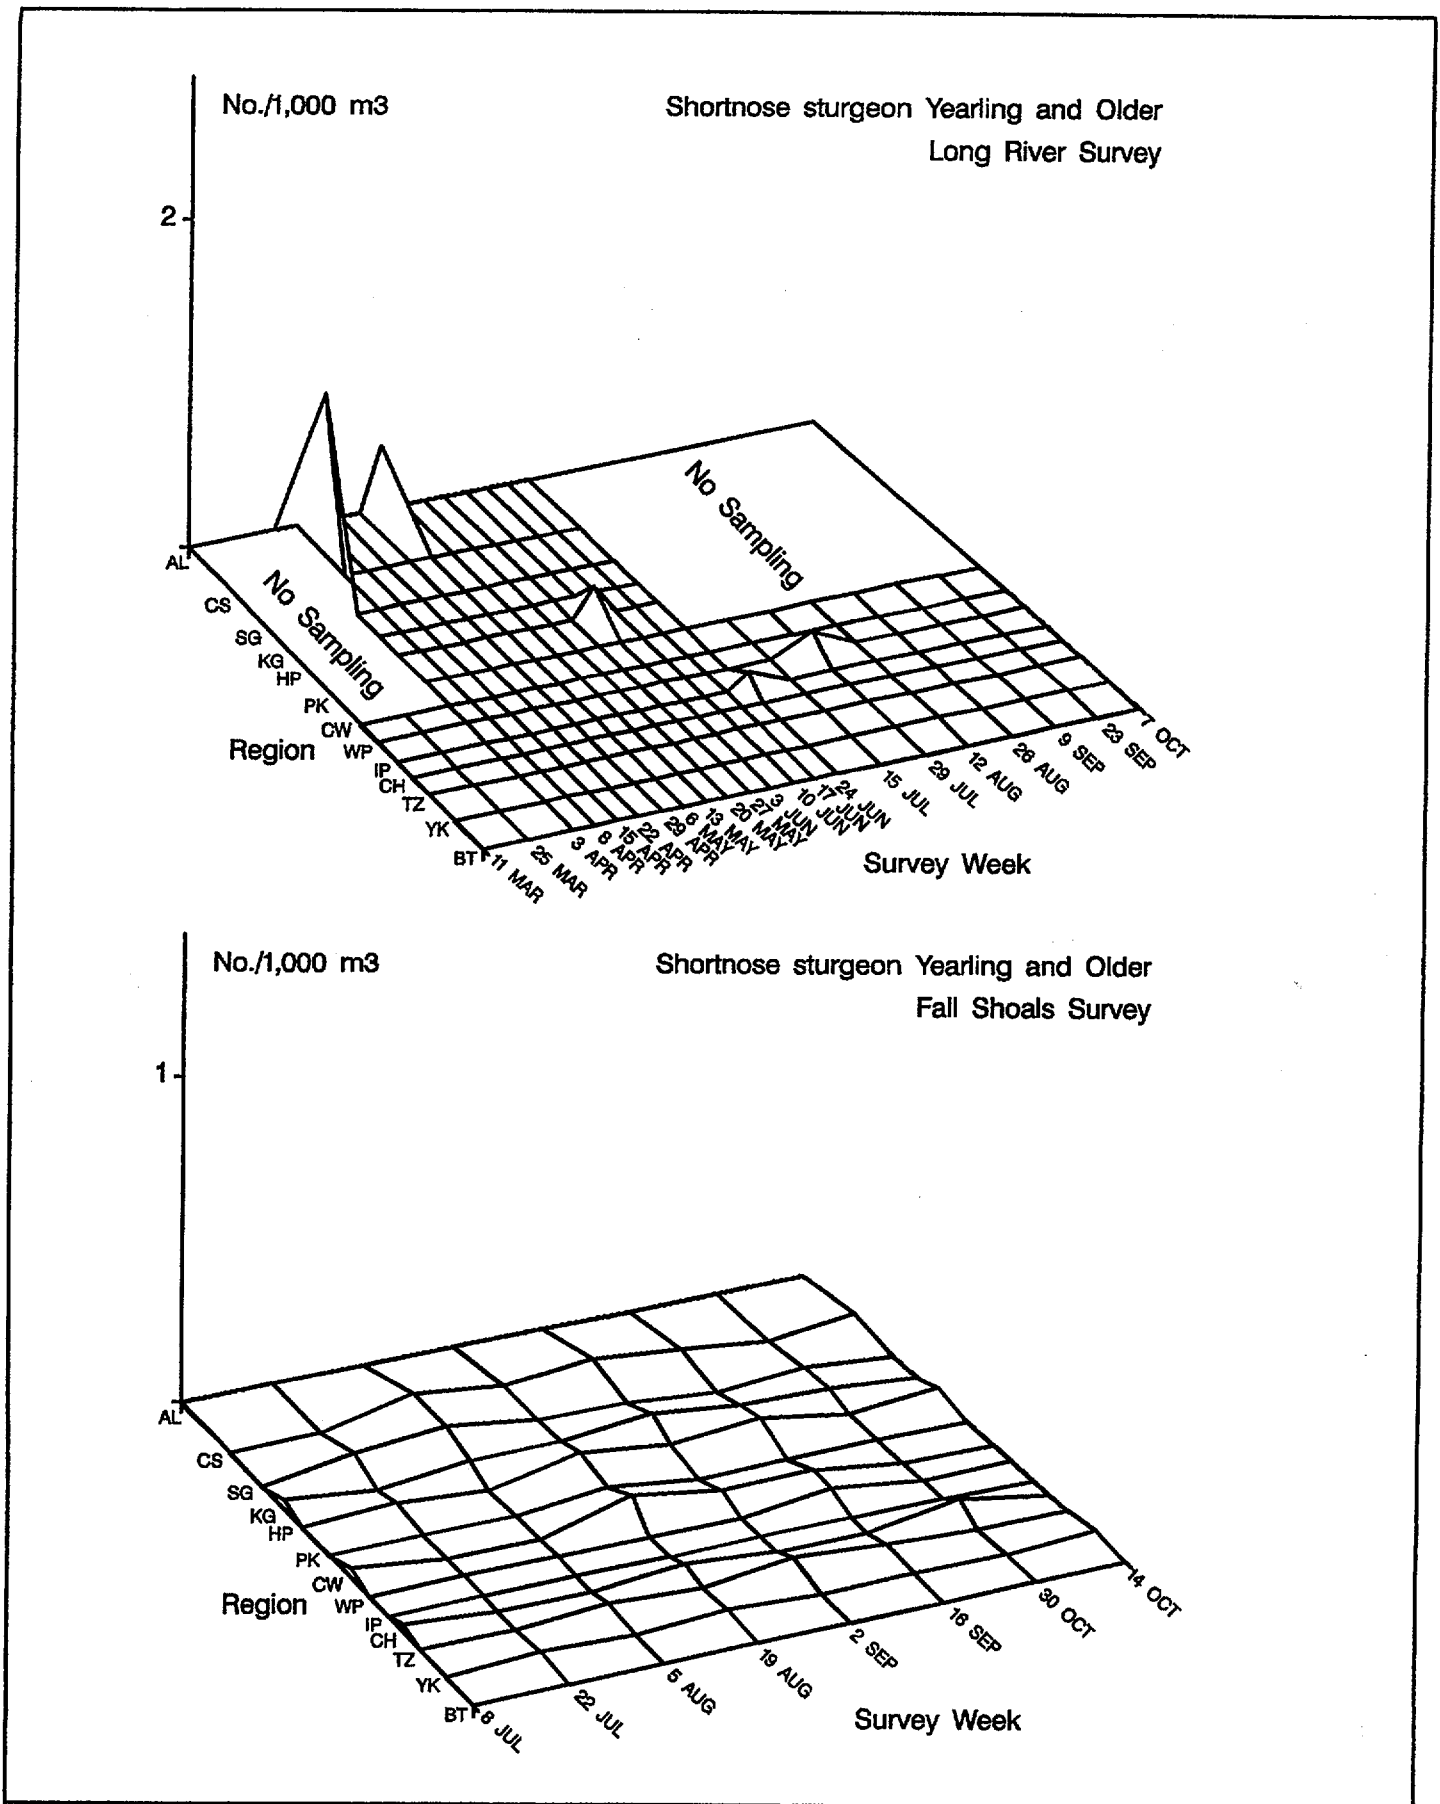 No./1,000 m3
Shortnose sturgeon Yearling and Older
Long River Survey
2
No Sampling
No Sampling
AL
CS
SG
KG
HP
PK
CW
WP
IP
CH
TZ
YK
BT
Region
11 MAR
25 MAR
3 APR
8 APR
15 APR
22 APR
29 APR
6 MAY
13 MAY
20 MAY
27 MAY
3 JUN
10 JUN
17 JUN
24 JUN
15 JUL
29 JUL
12 AUG
26 AUG
9 SEP
23 SEP
7 OCT
Survey Week
No./1,000 m3
Shortnose sturgeon Yearling and Older
Fall Shoals Survey
1
AL
CS
SG
KG
HP
PK
CW
WP
IP
CH
TZ
YK
BT
Region
8 JUL
22 JUL
5 AUG
19 AUG
2 SEP
16 SEP
30 OCT
14 OCT
Survey Week